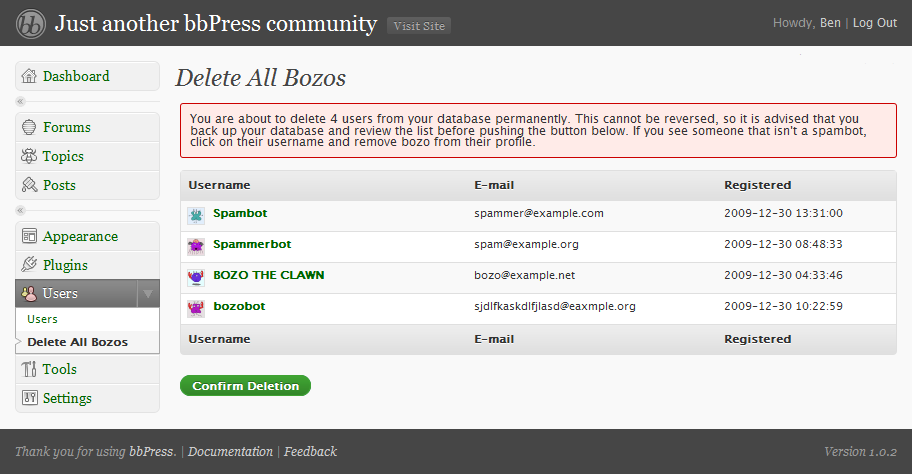 bb Just another bbPress community Visit Site Howdy, Ben | Log Out
Dashboard
Forums
Topics
Posts
Appearance
Plugins
Users
Users
Delete All Bozos
Tools
Settings
Delete All Bozos
You are about to delete 4 users from your database permanently. This cannot be reversed, so it is advised that you
back up your database and review the list before pushing the button below. If you see someone that isn't a spambot,
click on their username and remove bozo from their profile.
Username E-mail Registered
Spambot spammer@example.com 2009-12-30 13:31:00
Spammerbot spam@example.org 2009-12-30 08:48:33
BOZO THE CLAWN bozo@example.net 2009-12-30 04:33:46
bozobot sjdlfkaskdlfjlasd@eaxmple.org 2009-12-30 10:22:59
Username E-mail Registered
Confirm Deletion
Thank you for using bbPress. | Documentation | Feedback Version 1.0.2